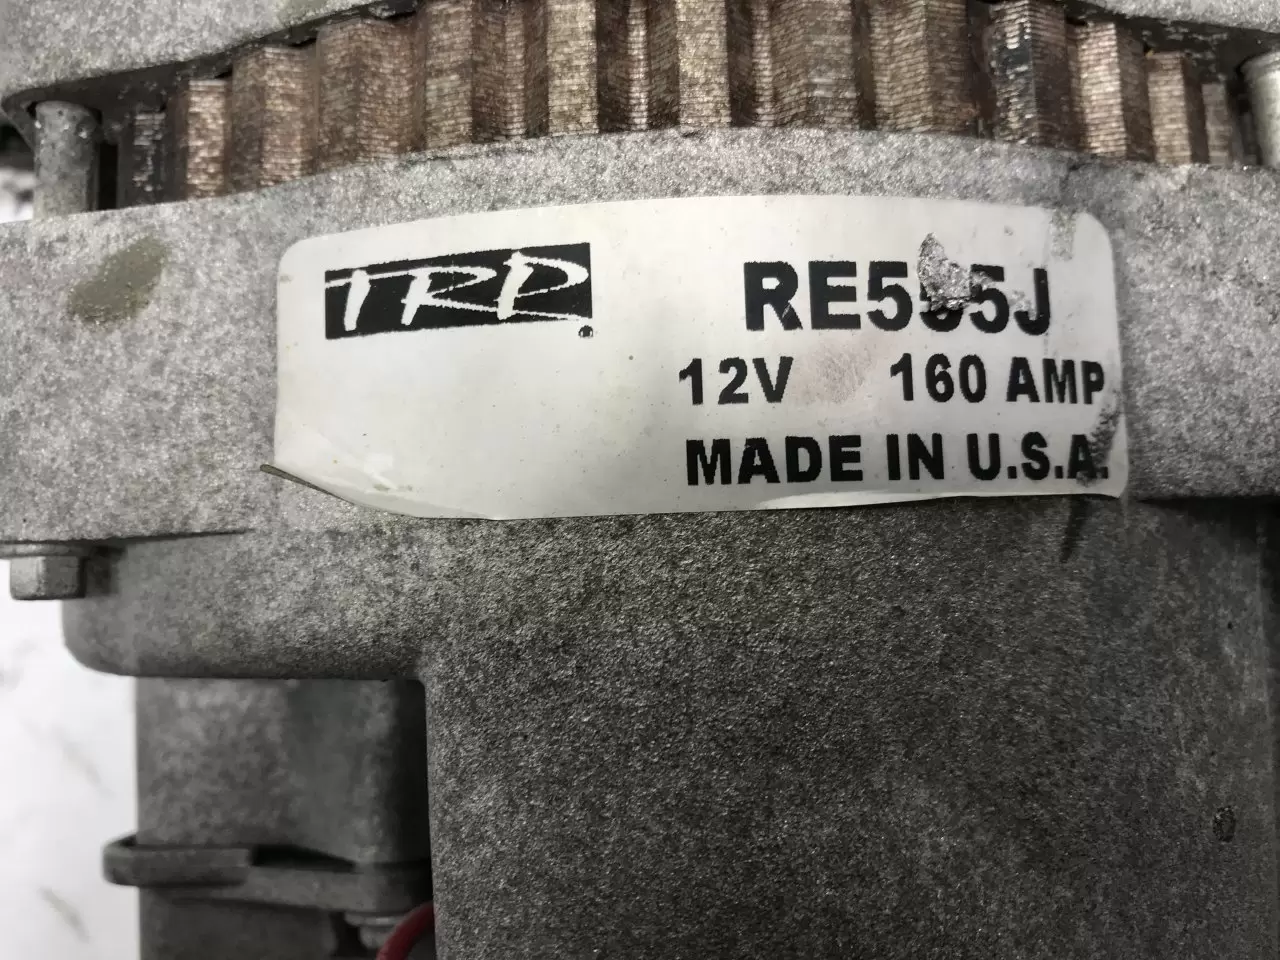 TRP®
12V 160 AMP
MADE IN U.S.A.